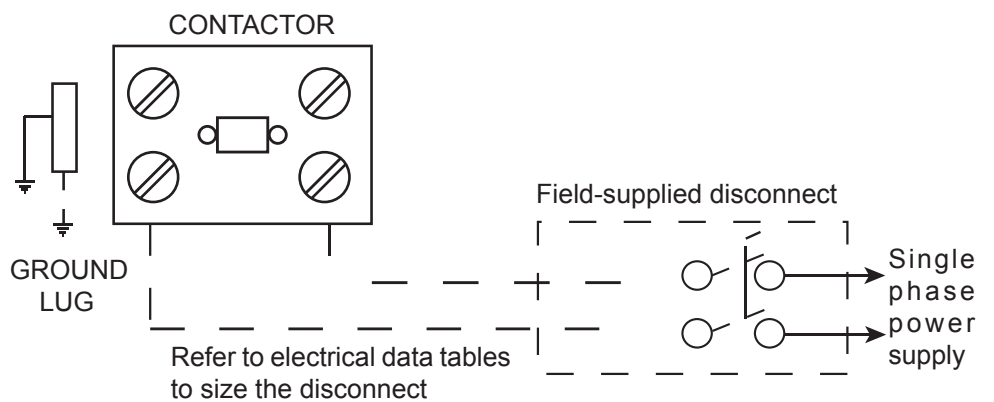 CONTACTOR
GROUND
LUG
Field-supplied disconnect
Single
phase
power
supply
Refer to electrical data tables
to size the disconnect